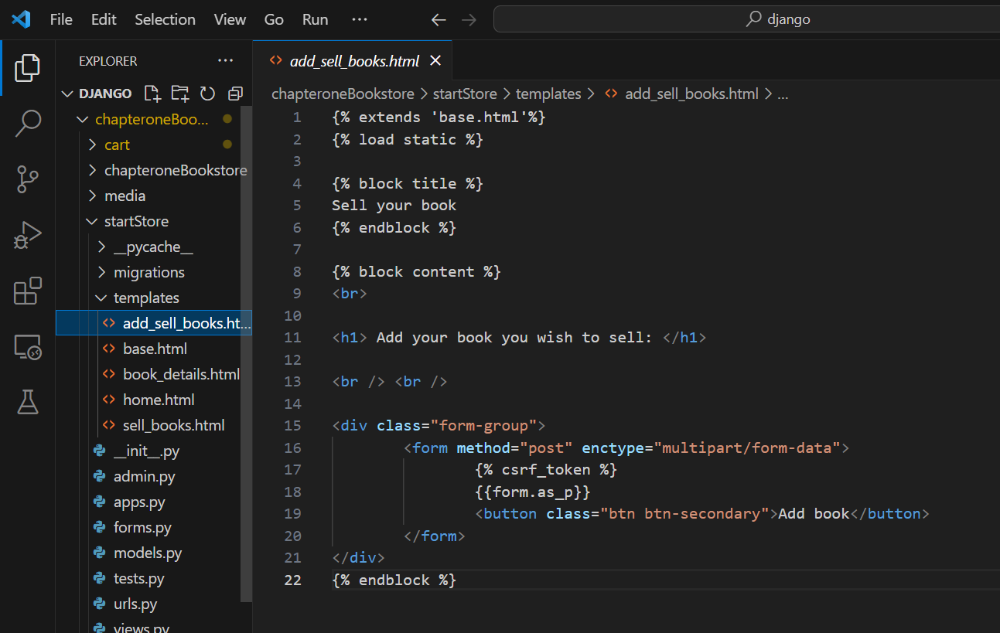 File Edit Selection View Go Run ··· django
EXPLORER ···
DJANGO
chapteroneBoo...
cart
chapteroneBookstore
media
startStore
__pycache__
migrations
templates
add_sell_books.ht...
base.html
book_details.html
home.html
sell_books.html
__init__.py
admin.py
apps.py
forms.py
models.py
tests.py
urls.py
views.py
add_sell_books.html
chapteroneBookstore > startStore > templates > add_sell_books.html > ...
1 {% extends 'base.html'%}
2 {% load static %}
3
4 {% block title %}
5 Sell your book
6 {% endblock %}
7
8 {% block content %}
9 <br>
10
11 <h1> Add your book you wish to sell: </h1>
12
13 <br /> <br />
14
15 <div class="form-group">
16 <form method="post" enctype="multipart/form-data">
17 {% csrf_token %}
18 {{form.as_p}}
19 <button class="btn btn-secondary">Add book</button>
20 </form>
21 </div>
22 {% endblock %}